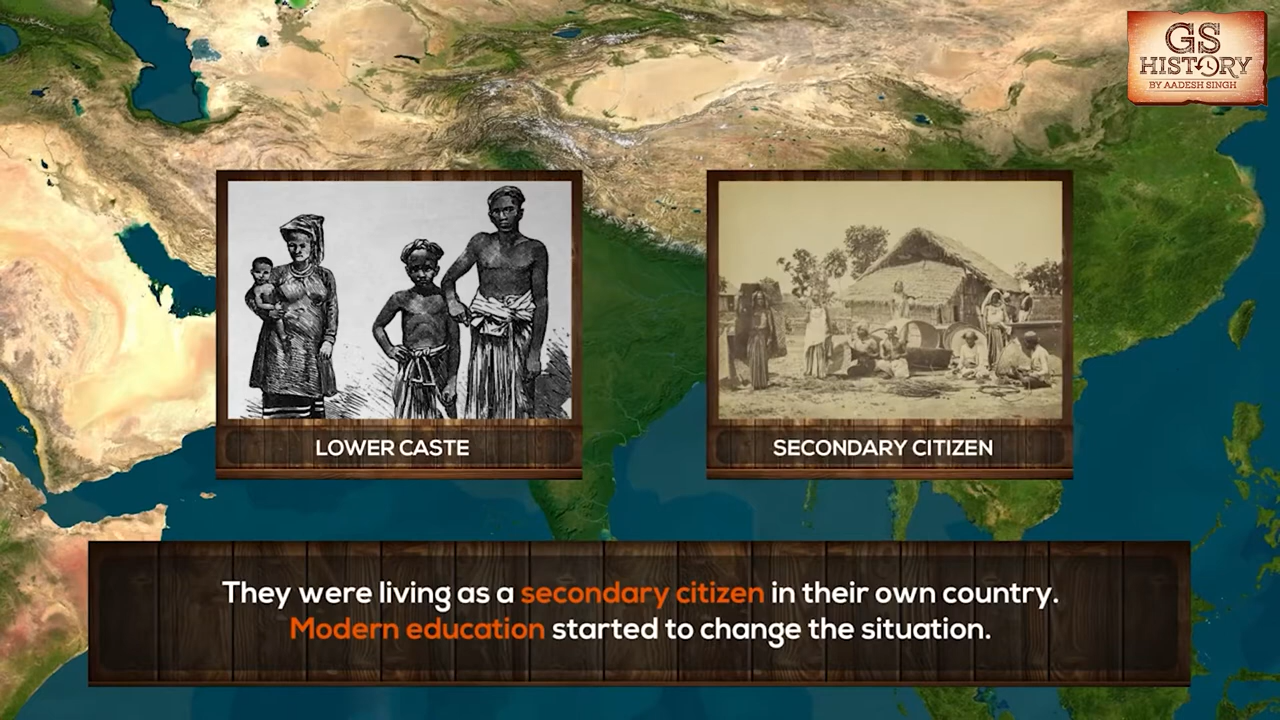 GS
HISTORY
BY AADESH SINGH
LOWER CASTE
SECONDARY CITIZEN
They were living as a secondary citizen in their own country.
Modern education started to change the situation.